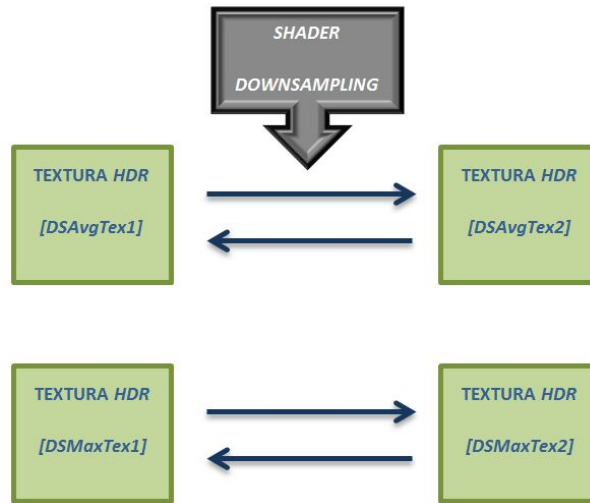 SHADER
DOWNSAMPLING
TEXTURA HDR
[DSAvgTex1]
TEXTURA HDR
[DSAvgTex2]
TEXTURA HDR
[DSMaxTex1]
TEXTURA HDR
[DSMaxTex2]